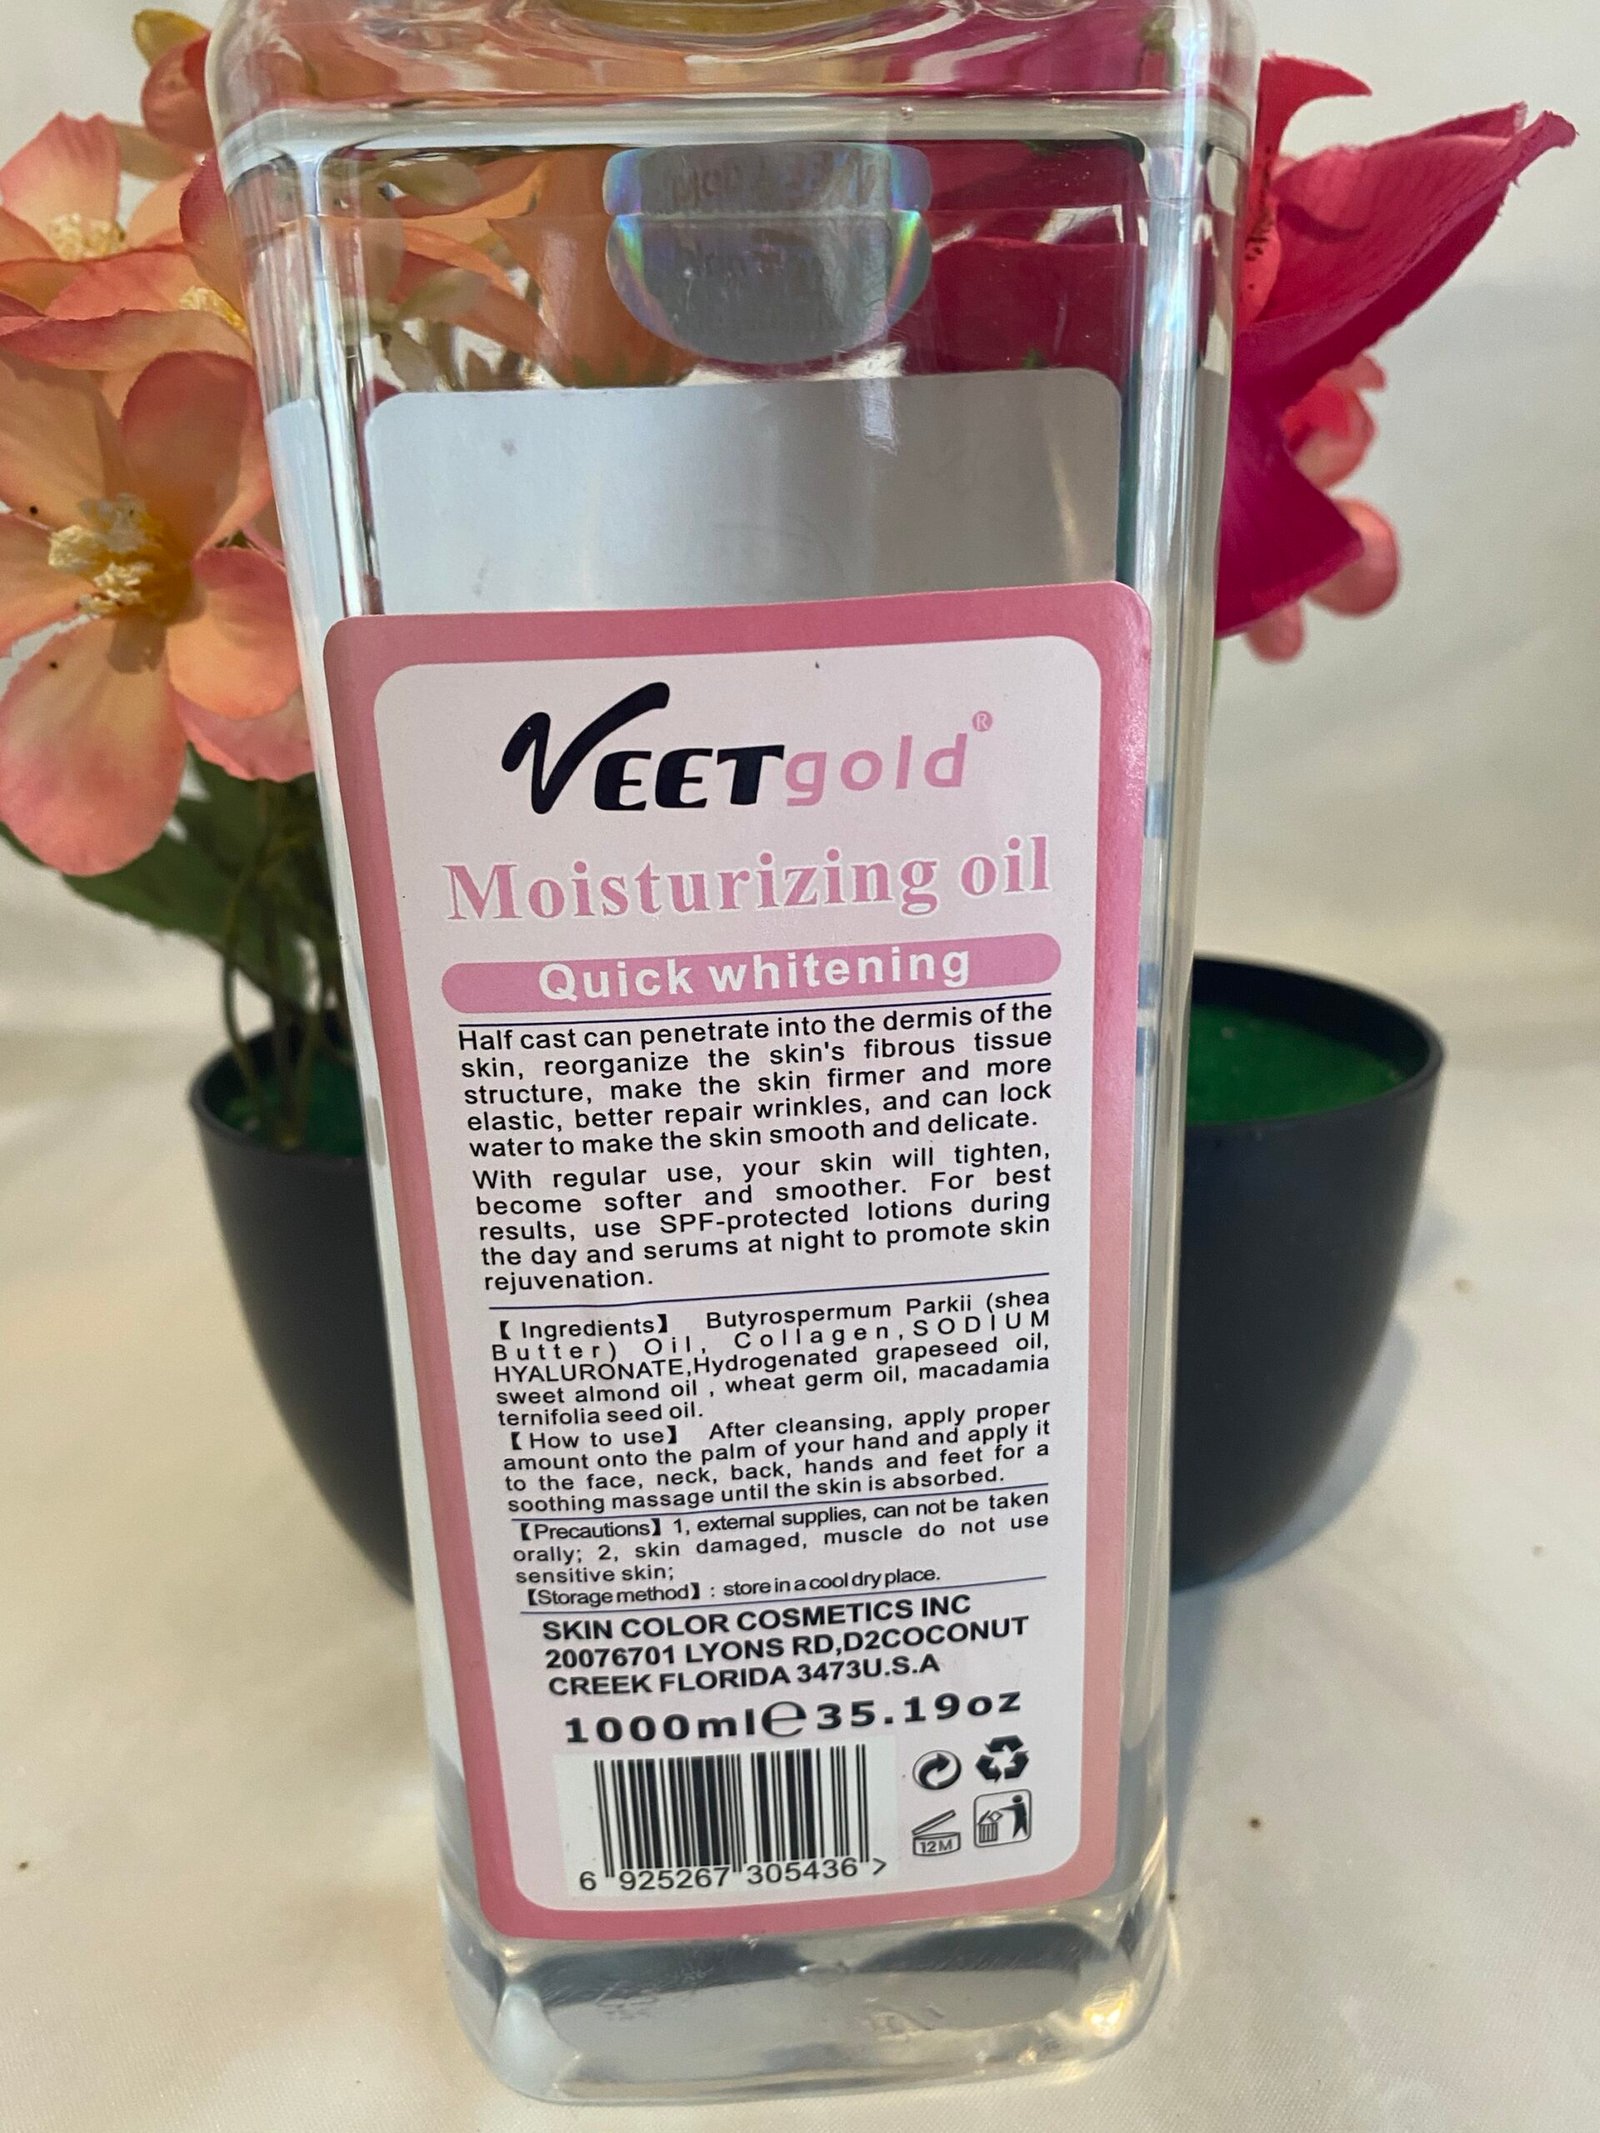 VEETgold®
Moisturizing oil
Quick whitening
Half cast can penetrate into the dermis of the
skin, reorganize the skin's fibrous tissue
structure, make the skin firmer and more
elastic, better repair wrinkles, and can lock
water to make the skin smooth and delicate.
With regular use, your skin will tighten,
become softer and smoother. For best
results, use SPF-protected lotions during
the day and serums at night to promote skin
rejuvenation.
【Ingredients】 Butyrospermum Parkii (shea
Butter) Oil, Collagen,SODIUM
HYALURONATE,Hydrogenated grapeseed oil,
sweet almond oil , wheat germ oil, macadamia
ternifolia seed oil.
【How to use】 After cleansing, apply proper
amount onto the palm of your hand and apply it
to the face, neck, back, hands and feet for a
soothing massage until the skin is absorbed.
【Precautions】1, external supplies, can not be taken
orally; 2, skin damaged, muscle do not use
sensitive skin;
【Storage method】: store in a cool dry place.
SKIN COLOR COSMETICS INC
20076701 LYONS RD,D2COCONUT
CREEK FLORIDA 3473U.S.A
1000ml℮35.19oz
6 925267 305436 >
12M